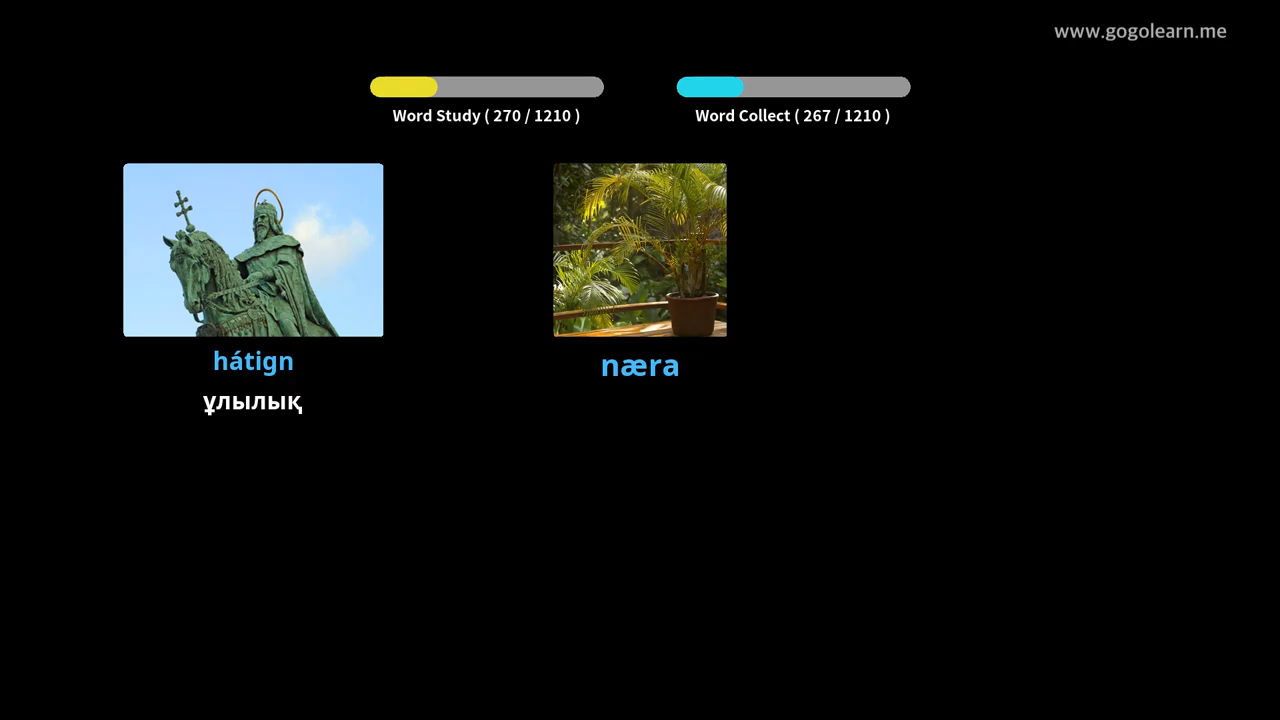 www.gogolearn.me
Word Study ( 270 / 1210 )
Word Collect ( 267 / 1210 )
hátign
ұлылық
næra